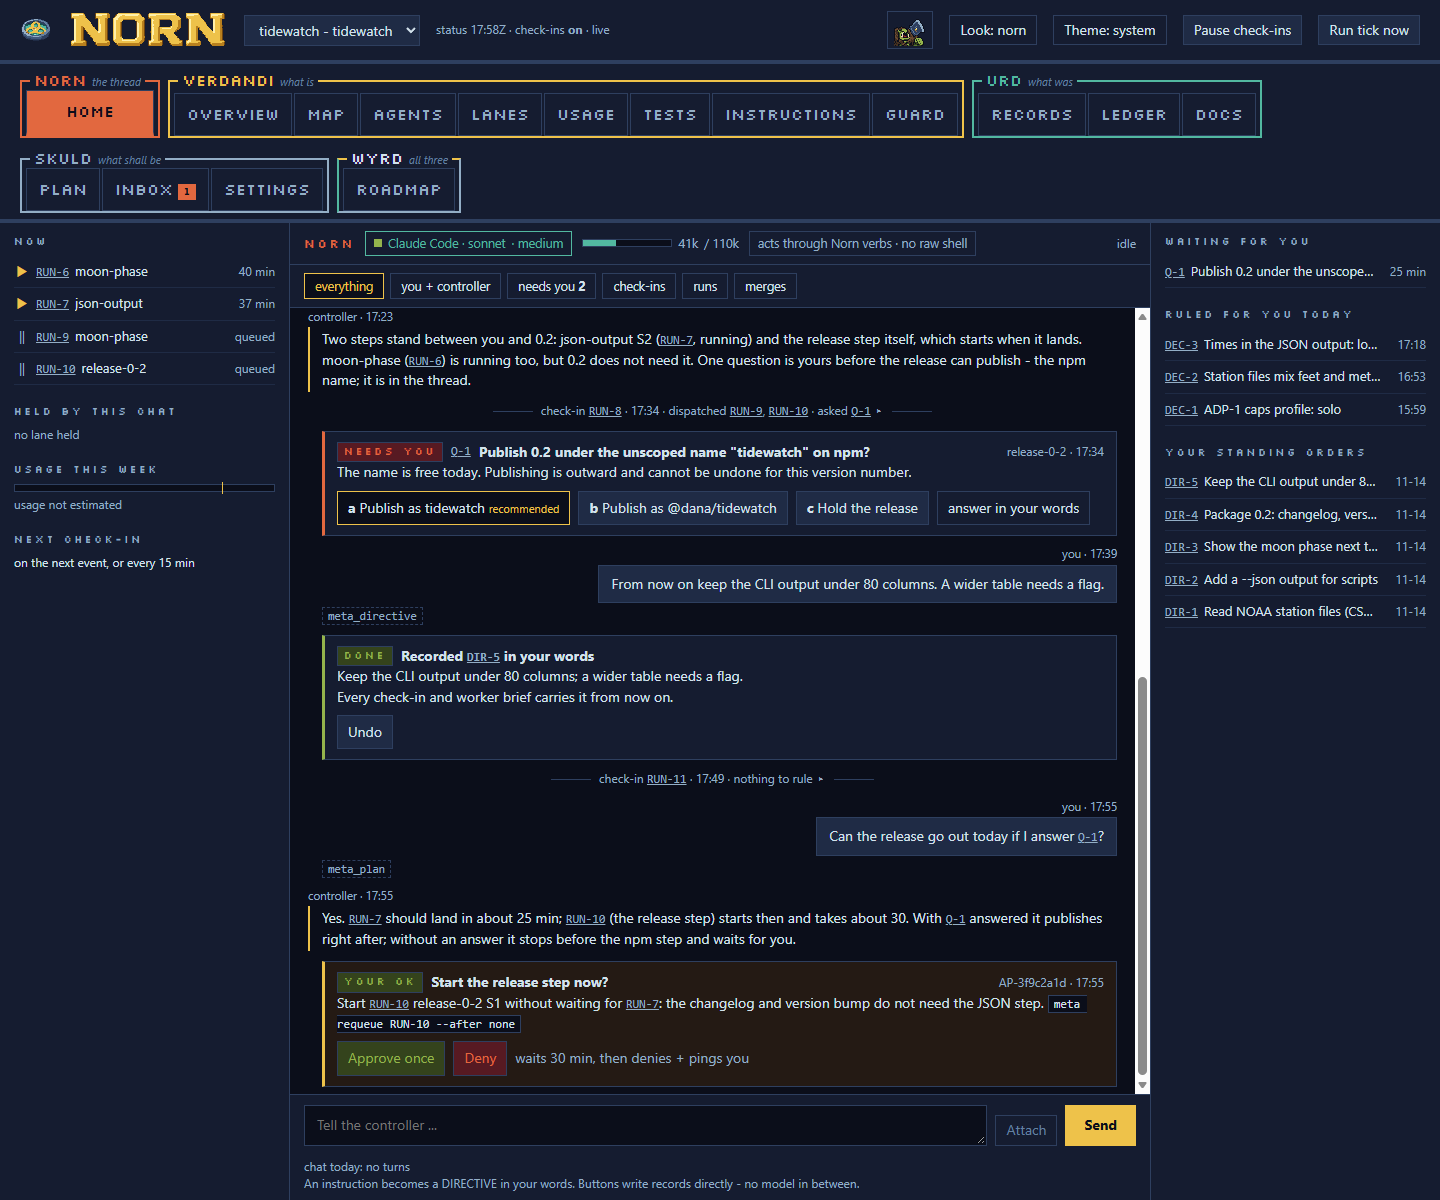 NORN
tidewatch - tidewatch
status 17:58Z · check-ins on · live
Look: norn
Theme: system
Pause check-ins
Run tick now
NORN the thread
HOME
VERDANDI what is
OVERVIEW
MAP
AGENTS
LANES
USAGE
TESTS
INSTRUCTIONS
GUARD
URD what was
RECORDS
LEDGER
DOCS
SKULD what shall be
PLAN
INBOX 1
SETTINGS
WYRD all three
ROADMAP
NOW
RUN-6 moon-phase 40 min
RUN-7 json-output 37 min
RUN-9 moon-phase queued
RUN-10 release-0-2 queued
HELD BY THIS CHAT
no lane held
USAGE THIS WEEK
usage not estimated
NEXT CHECK-IN
on the next event, or every 15 min
NORN
Claude Code · sonnet · medium
41k / 110k
acts through Norn verbs · no raw shell
idle
everything
you + controller
needs you 2
check-ins
runs
merges
controller · 17:23
Two steps stand between you and 0.2: json-output S2 (RUN-7, running) and the release step itself, which starts when it lands.
moon-phase (RUN-6) is running too, but 0.2 does not need it. One question is yours before the release can publish - the npm
name; it is in the thread.
check-in RUN-8 · 17:34 · dispatched RUN-9, RUN-10 · asked Q-1 ▸
NEEDS YOU Q-1 Publish 0.2 under the unscoped name "tidewatch" on npm? release-0-2 · 17:34
The name is free today. Publishing is outward and cannot be undone for this version number.
a Publish as tidewatch recommended
b Publish as @dana/tidewatch
c Hold the release
answer in your words
you · 17:39
From now on keep the CLI output under 80 columns. A wider table needs a flag.
meta_directive
DONE Recorded DIR-5 in your words
Keep the CLI output under 80 columns; a wider table needs a flag.
Every check-in and worker brief carries it from now on.
Undo
check-in RUN-11 · 17:49 · nothing to rule ▸
you · 17:55
Can the release go out today if I answer Q-1?
meta_plan
controller · 17:55
Yes. RUN-7 should land in about 25 min; RUN-10 (the release step) starts then and takes about 30. With Q-1 answered it publishes
right after; without an answer it stops before the npm step and waits for you.
YOUR OK Start the release step now? AP-3f9c2a1d · 17:55
Start RUN-10 release-0-2 S1 without waiting for RUN-7: the changelog and version bump do not need the JSON step. meta
requeue RUN-10 --after none
Approve once
Deny
waits 30 min, then denies + pings you
Tell the controller ...
Attach
Send
chat today: no turns
An instruction becomes a DIRECTIVE in your words. Buttons write records directly - no model in between.
WAITING FOR YOU
Q-1 Publish 0.2 under the unscope... 25 min
RULED FOR YOU TODAY
DEC-3 Times in the JSON output: lo... 17:18
DEC-2 Station files mix feet and met... 16:53
DEC-1 ADP-1 caps profile: solo 15:59
YOUR STANDING ORDERS
DIR-5 Keep the CLI output under 8... 11-14
DIR-4 Package 0.2: changelog, vers... 11-14
DIR-3 Show the moon phase next t... 11-14
DIR-2 Add a --json output for scripts 11-14
DIR-1 Read NOAA station files (CS... 11-14